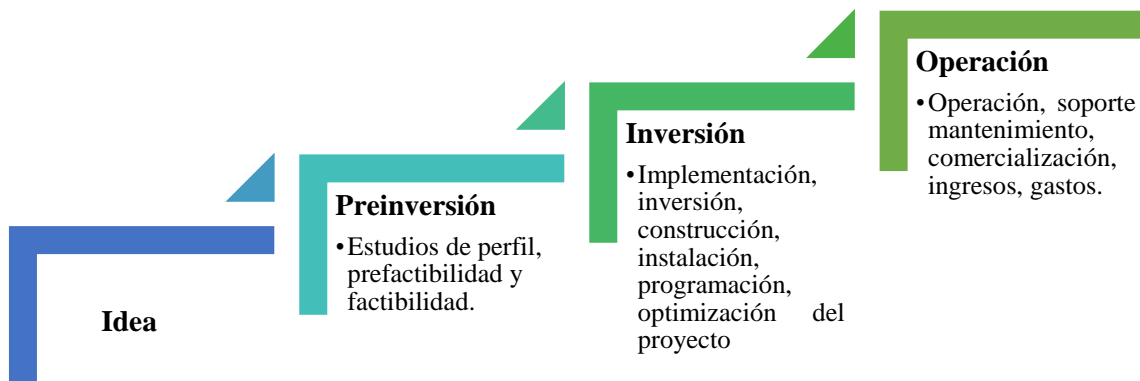 Idea
Preinversión
•Estudios de perfil,
prefactibilidad y
factibilidad.
Inversión
•Implementación,
inversión,
construcción,
instalación,
programación,
optimización del
proyecto
Operación
•Operación, soporte
mantenimiento,
comercialización,
ingresos, gastos.